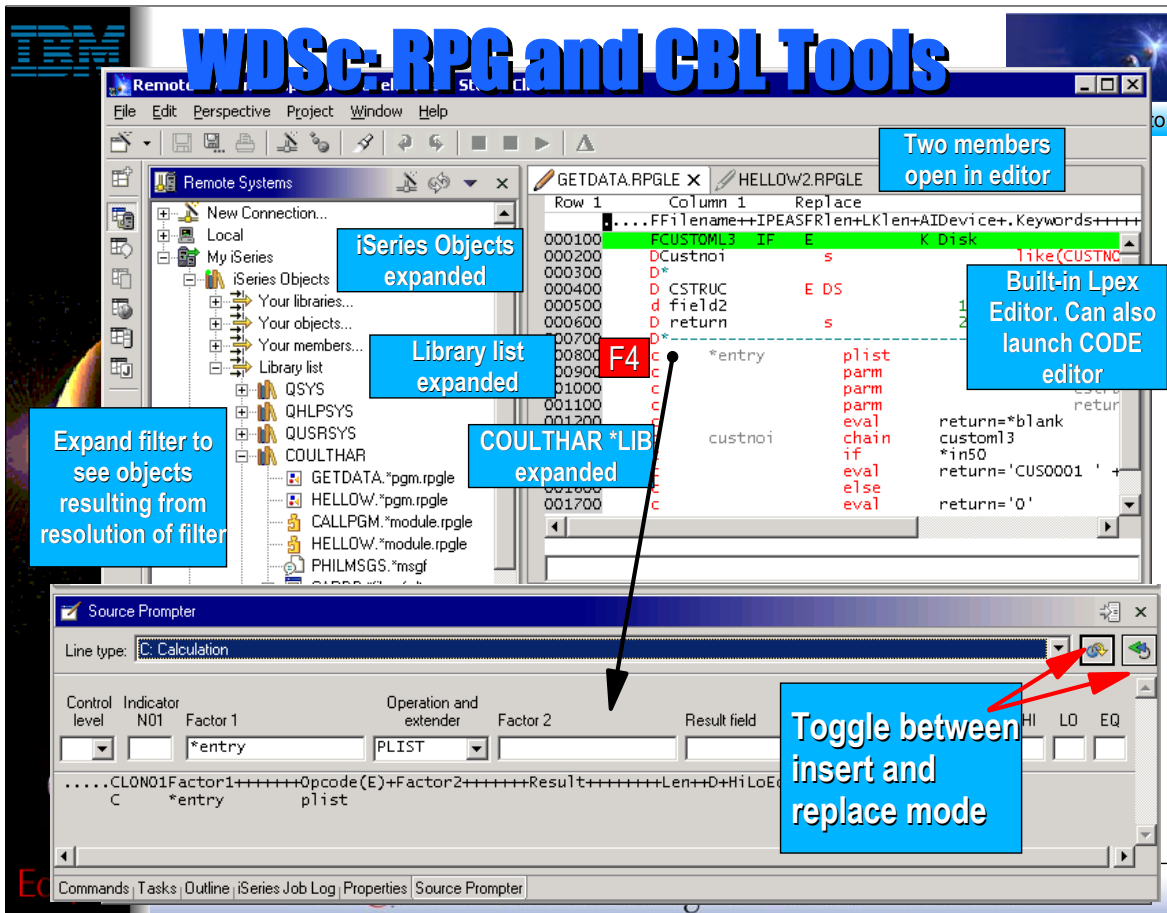 IBM
WDSc: RPG and CBL Tools
File Edit Perspective Project Window Help
Two members
open in editor
Remote Systems
GETDATA.RPGLE
HELLOW2.RPGLE
New Connection...
Local
My iSeries
iSeries Objects
Your libraries...
Your objects...
Your members...
Library list
QSYS
QHLPSYS
QUSRSYS
COULTHAR
GETDATA.*pgm.rpgle
HELLOW.*pgm.rpgle
CALLPGM.*module.rpgle
HELLOW.*module.rpgle
PHILMSGS.*msgf
iSeries Objects
expanded
Library list
expanded
COULTHAR *LIB
expanded
Expand filter to
see objects
resulting from
resolution of filter
Row 1 Column 1 Replace
.....FFilename++IPEASFRlen+LKlen+AIDevice+.Keywords+++++
000100 FCUSTOML3 IF E K Disk
000200 DCustnoi s like(CUSTNO
000300 D*
000400 D CSTRUC E DS
000500 d field2 1
000600 D return s 2
000700 D*
00800 c *entry plist
00900 c parm
01000 c parm
001100 c parm retur
001200 eval return=*blank
custnoi chain customl3
if *in50
eval return='CUS0001 ' +
001600 else
001700 c eval return='0'
F4
Built-in Lpex
Editor. Can also
launch CODE
editor
Source Prompter
Line type: C: Calculation
Control level
Indicator N01
Factor 1
Operation and extender
Factor 2
Result field
HI LO EQ
*entry PLIST
.....CL0N01Factor1+++++++Opcode(E)+Factor2+++++++Result++++++++Len++D+HiLoEq
C *entry plist
Toggle between
insert and
replace mode
Commands Tasks Outline iSeries Job Log Properties Source Prompter